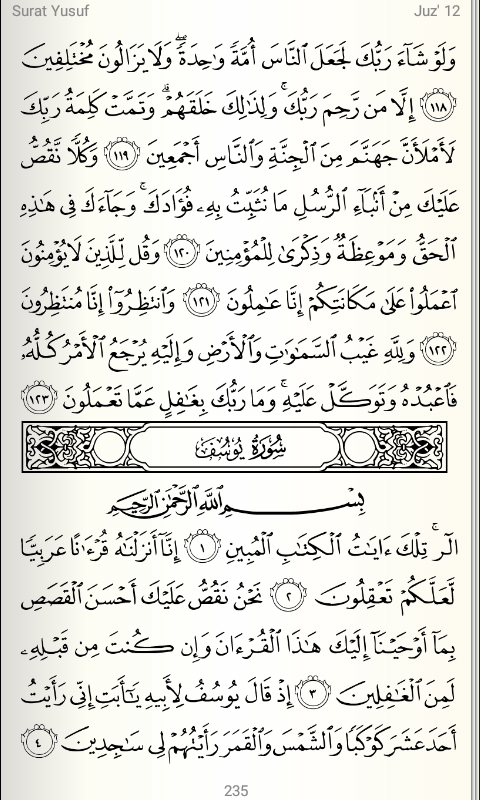 Surat Yusuf
Juz' 12
وَلَوْ شَآءَ رَبُّكَ لَجَعَلَ ٱلنَّاسَ أُمَّةً وَٰحِدَةً ۖ وَلَا يَزَالُونَ مُخْتَلِفِينَ
١١٨ إِلَّا مَن رَّحِمَ رَبُّكَ ۚ وَلِذَٰلِكَ خَلَقَهُمْ ۗ وَتَمَّتْ كَلِمَةُ رَبِّكَ
لَأَمْلَأَنَّ جَهَنَّمَ مِنَ ٱلْجِنَّةِ وَٱلنَّاسِ أَجْمَعِينَ ١١٩ وَكُلًّا نَّقُصُّ
عَلَيْكَ مِنْ أَنۢبَآءِ ٱلرُّسُلِ مَا نُثَبِّتُ بِهِۦ فُؤَادَكَ ۚ وَجَآءَكَ فِى هَٰذِهِ
ٱلْحَقُّ وَمَوْعِظَةٌ وَذِكْرَىٰ لِلْمُؤْمِنِينَ ١٢٠ وَقُل لِّلَّذِينَ لَا يُؤْمِنُونَ
ٱعْمَلُوا۟ عَلَىٰ مَكَانَتِكُمْ إِنَّا عَٰمِلُونَ ١٢١ وَٱنتَظِرُوٓا۟ إِنَّا مُنتَظِرُونَ
١٢٢ وَلِلَّهِ غَيْبُ ٱلسَّمَٰوَٰتِ وَٱلْأَرْضِ وَإِلَيْهِ يُرْجَعُ ٱلْأَمْرُ كُلُّهُۥ
فَٱعْبُدْهُ وَتَوَكَّلْ عَلَيْهِ ۚ وَمَا رَبُّكَ بِغَٰفِلٍ عَمَّا تَعْمَلُونَ ١٢٣
سُورَةُ يُوسُفَ
بِسْمِ ٱللَّهِ ٱلرَّحْمَٰنِ ٱلرَّحِيمِ
الٓر ۚ تِلْكَ ءَايَٰتُ ٱلْكِتَٰبِ ٱلْمُبِينِ ١ إِنَّآ أَنزَلْنَٰهُ قُرْءَٰنًا عَرَبِيًّا
لَّعَلَّكُمْ تَعْقِلُونَ ٢ نَحْنُ نَقُصُّ عَلَيْكَ أَحْسَنَ ٱلْقَصَصِ
بِمَآ أَوْحَيْنَآ إِلَيْكَ هَٰذَا ٱلْقُرْءَانَ وَإِن كُنتَ مِن قَبْلِهِۦ
لَمِنَ ٱلْغَٰفِلِينَ ٣ إِذْ قَالَ يُوسُفُ لِأَبِيهِ يَٰٓأَبَتِ إِنِّى رَأَيْتُ
أَحَدَ عَشَرَ كَوْكَبًا وَٱلشَّمْسَ وَٱلْقَمَرَ رَأَيْتُهُمْ لِى سَٰجِدِينَ ٤
235